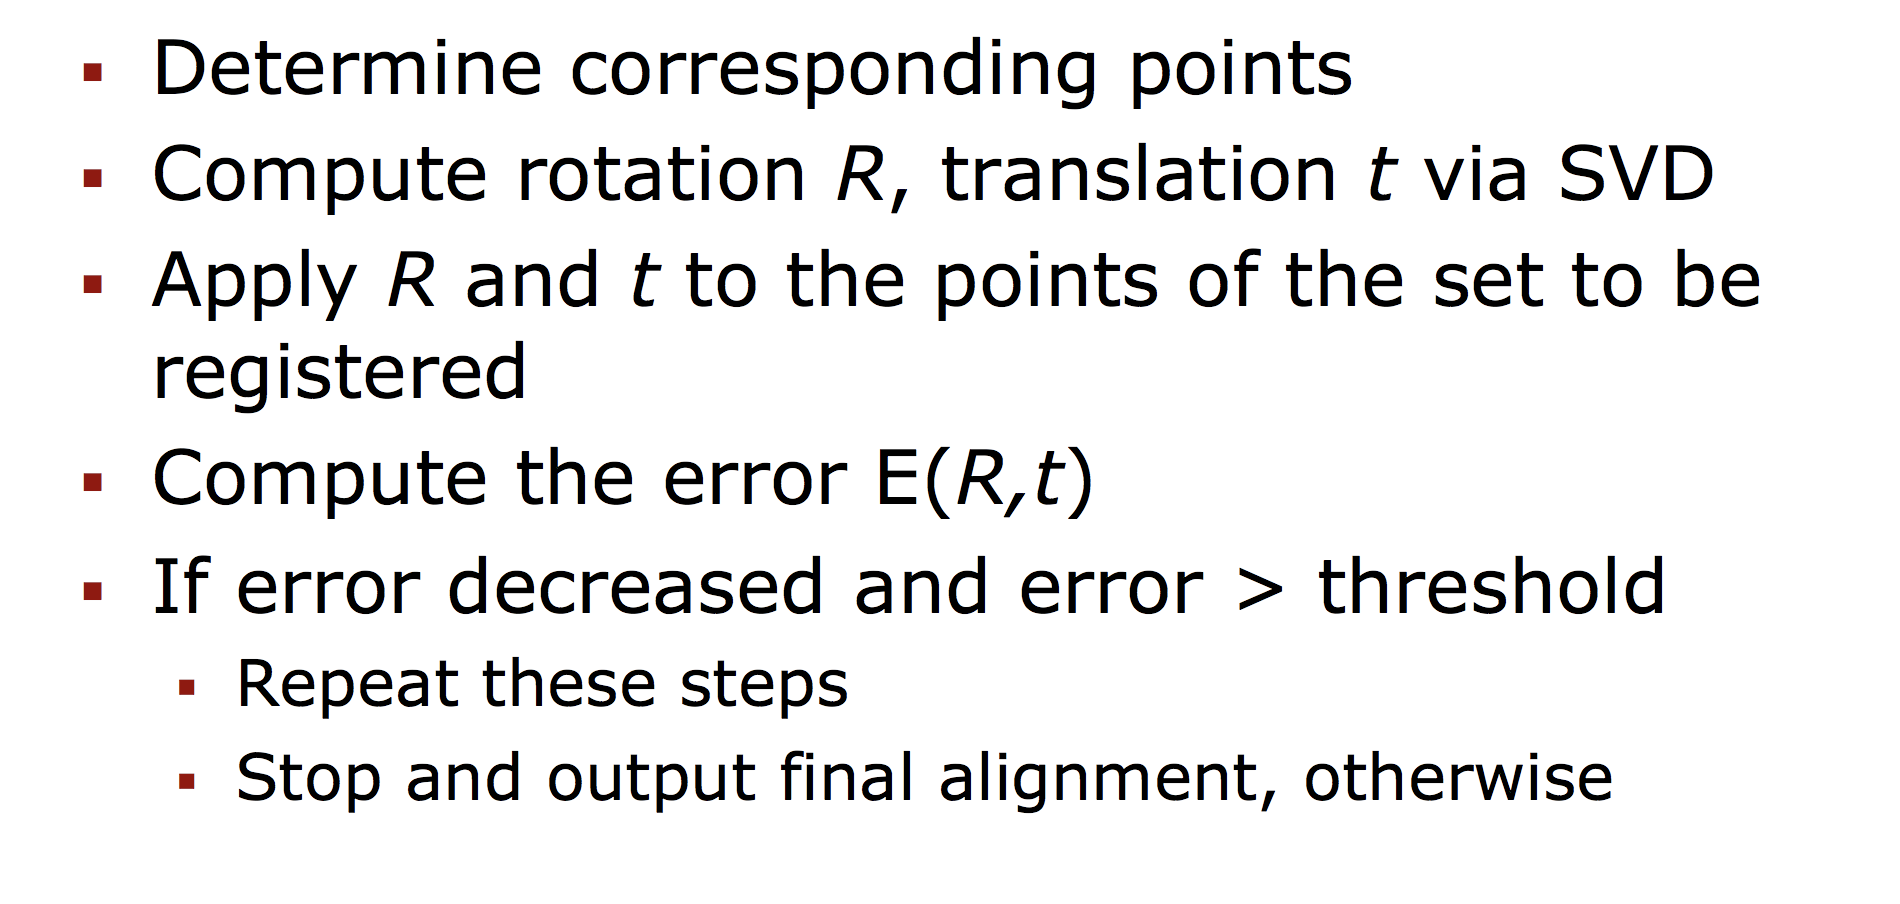 Determine corresponding points
Compute rotation R, translation t via SVD
Apply R and t to the points of the set to be
registered
Compute the error E(R,t)
If error decreased and error > threshold
Repeat these steps
Stop and output final alignment, otherwise